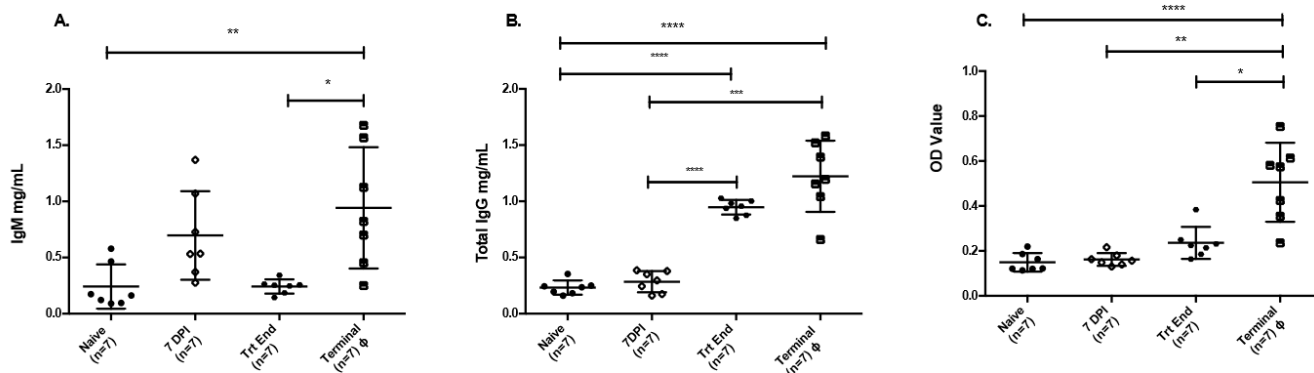 A.
**
*
2.0
1.5
1.0
0.5
0.0
IgM mg/mL
Naive
(n=7)
7 DPI
(n=7)
Trt End
(n=7)
Terminal
(n=7) ɸ
B.
****
****
***
****
2.0
1.5
1.0
0.5
0.0
Total IgG mg/mL
Naive
(n=7)
7DPI
(n=7)
Trt End
(n=7)
Terminal
(n=7) ɸ
C.
****
**
*
1.0
0.8
0.6
0.4
0.2
0.0
OD Value
Naive
(n=7)
7 DPI
(n=7)
Trt End
(n=7)
Terminal
(n=7) ɸ